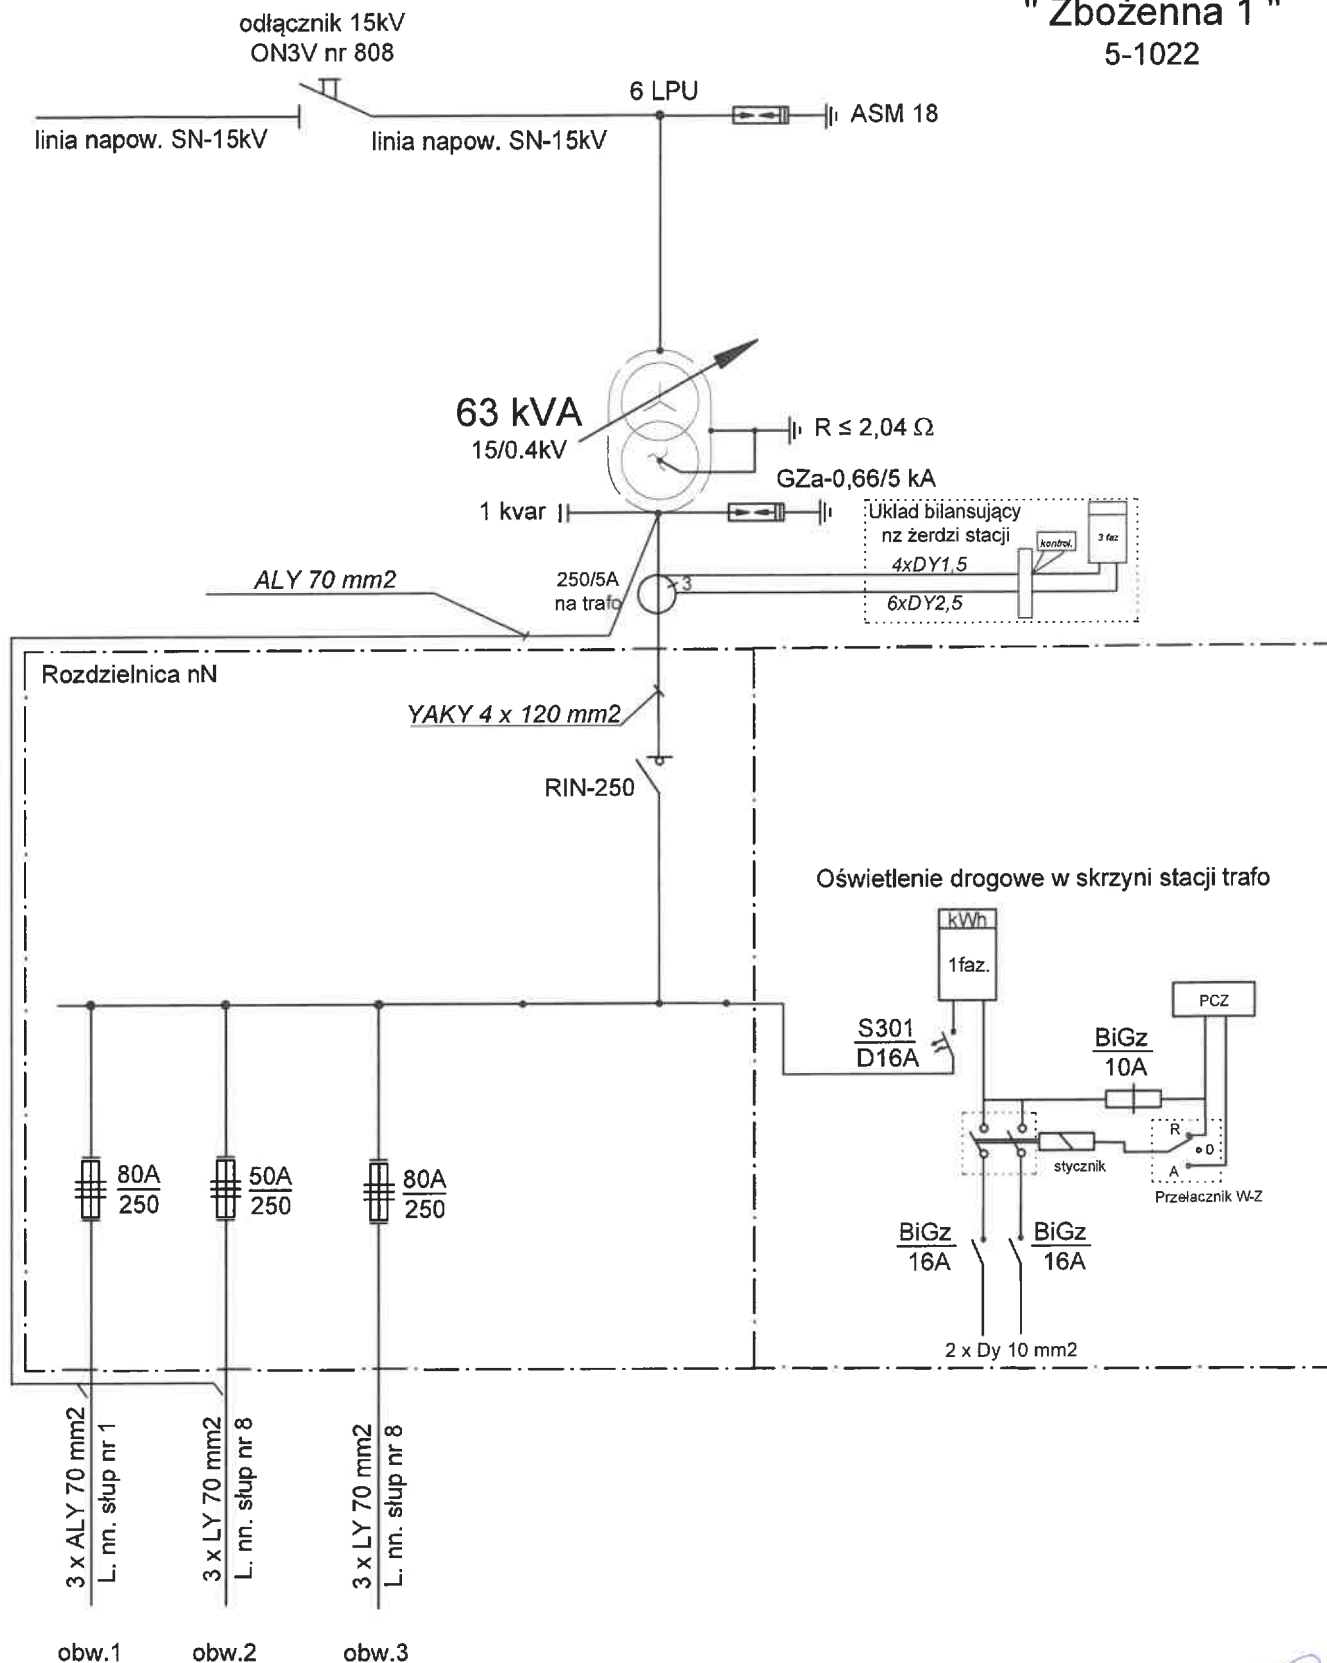 " Zbożenna 1 "
5-1022
odłącznik 15kV
ON3V nr 808
6 LPU
ASM 18
linia napow. SN-15kV
linia napow. SN-15kV
63 kVA
15/0.4kV
R ≤ 2,04 Ω
GZa-0,66/5 kA
1 kvar
Układ bilansujący
nz żerdzi stacji
kontrol.
3 faz
4xDY1,5
6xDY2,5
250/5A
na trafo
3
ALY 70 mm2
Rozdzielnica nN
YAKY 4 x 120 mm2
RIN-250
Oświetlenie drogowe w skrzyni stacji trafo
kWh
1faz.
PCZ
S301
D16A
BiGz
10A
R
0
A
stycznik
Przełacznik W-Z
BiGz
16A
BiGz
16A
2 x Dy 10 mm2
80A
250
50A
250
80A
250
3 x ALY 70 mm2
L. nn. słup nr 1
3 x LY 70 mm2
L. nn. słup nr 8
3 x LY 70 mm2
L. nn. słup nr 8
obw.1
obw.2
obw.3